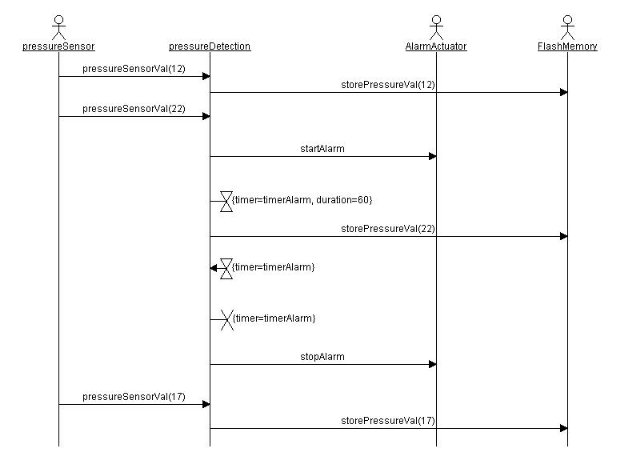 pressureSensor
pressureDetection
AlarmActuator
FlashMemory
pressureSensorVal(12)
storePressureVal(12)
pressureSensorVal(22)
startAlarm
{timer=timerAlarm, duration=60}
storePressureVal(22)
{timer=timerAlarm}
{timer=timerAlarm}
stopAlarm
pressureSensorVal(17)
storePressureVal(17)